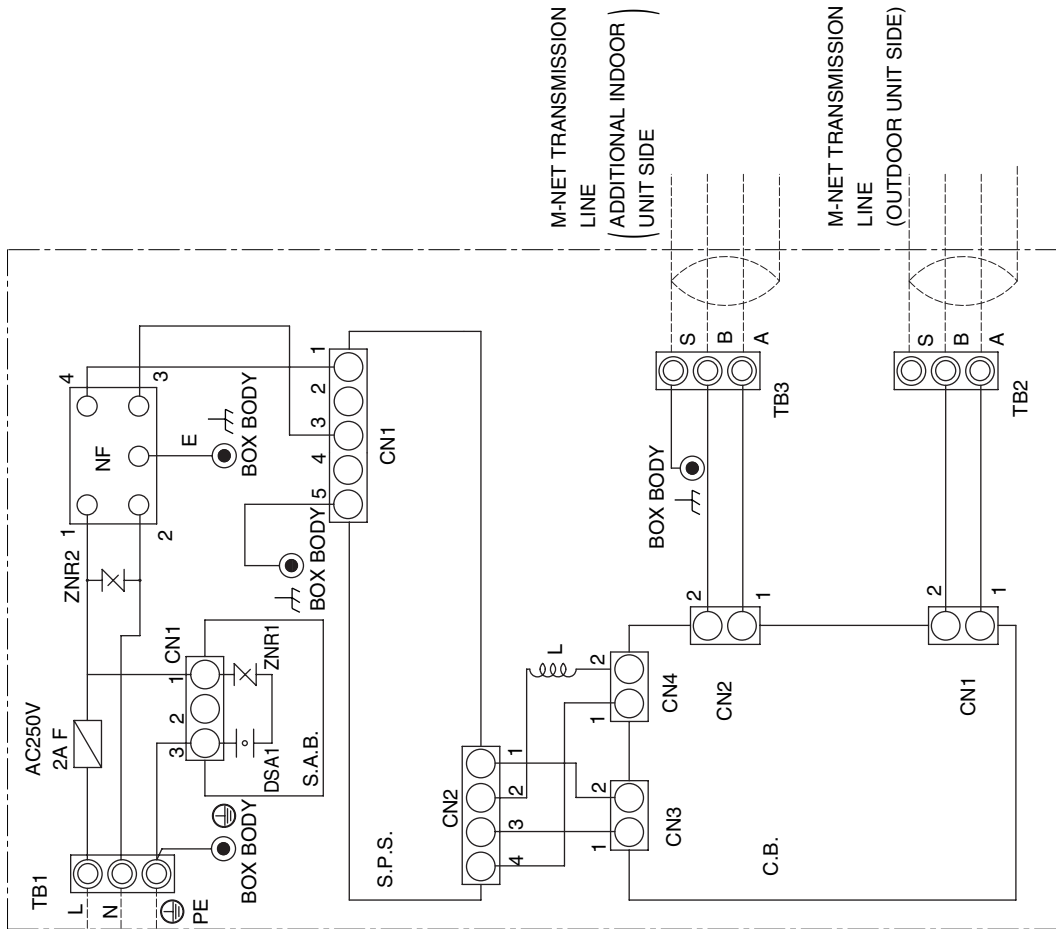 TB1
L
N
PE
AC250V
2A F
ZNR2
1
2
NF
4
3
E
BOX BODY
BOX BODY
CN1
1
2
3
DSA1
ZNR1
S.A.B.
BOX BODY
5
4
3
2
1
CN1
S.P.S.
CN2
4
3
2
1
L
CN3
1
2
CN4
1
2
C.B.
CN2
2
1
CN1
2
1
BOX BODY
TB3
S
B
A
TB2
S
B
A
M-NET TRANSMISSION
LINE
(ADDITIONAL INDOOR
UNIT SIDE)
M-NET TRANSMISSION
LINE
(OUTDOOR UNIT SIDE)